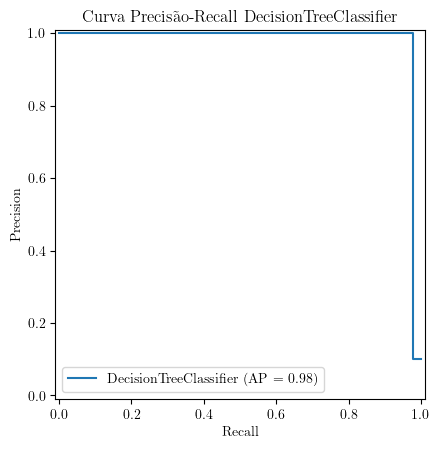 Curva Precisão-Recall DecisionTreeClassifier
1.0
0.8
0.6
0.4
0.2
0.0
Precision
DecisionTreeClassifier (AP = 0.98)
0.0 0.2 0.4 0.6 0.8 1.0
Recall